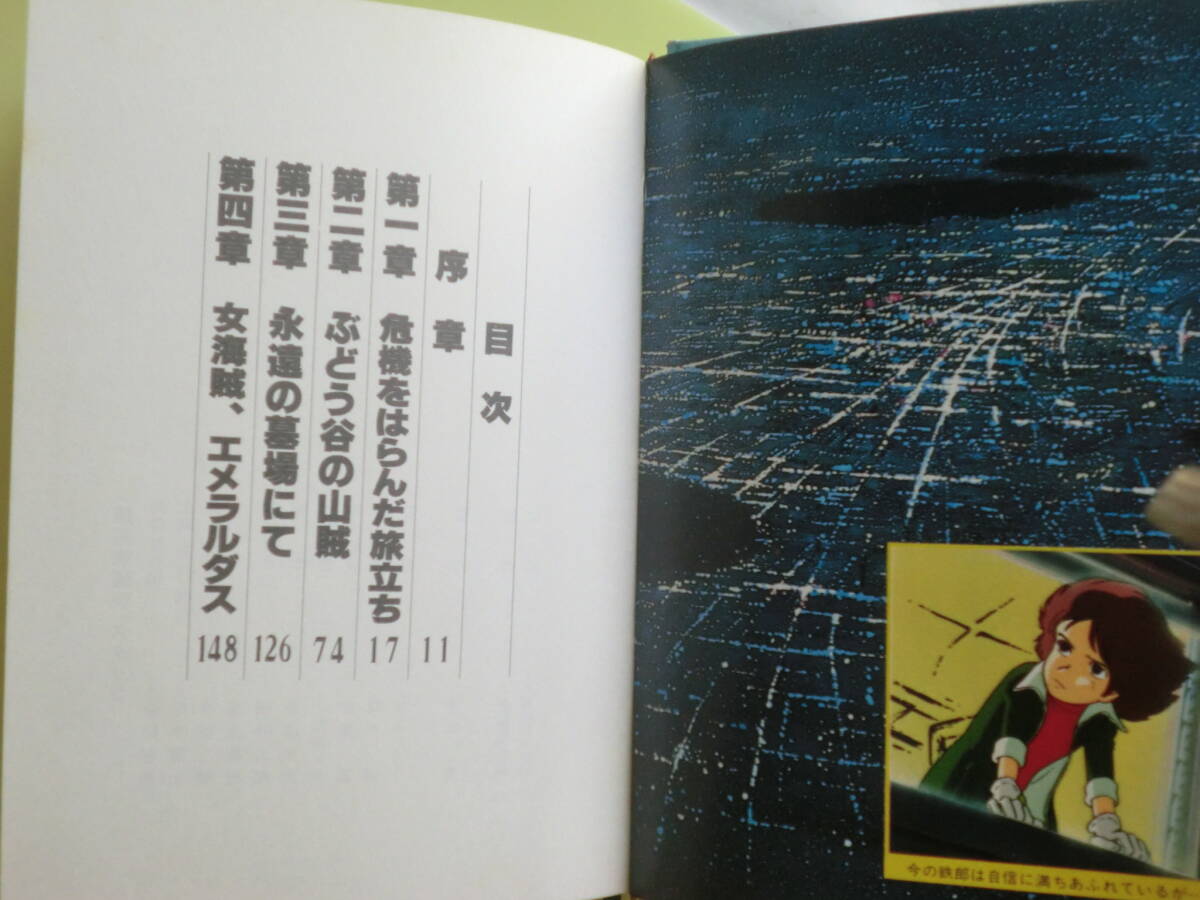 目次
序章 11
第一章 危機をはらんだ旅立ち 17
第二章 ぶどう谷の山賊 74
第三章 永遠の墓場にて 126
第四章 女海賊、エメラルダス 148
今の鉄郎は自信に満ちあふれているが…